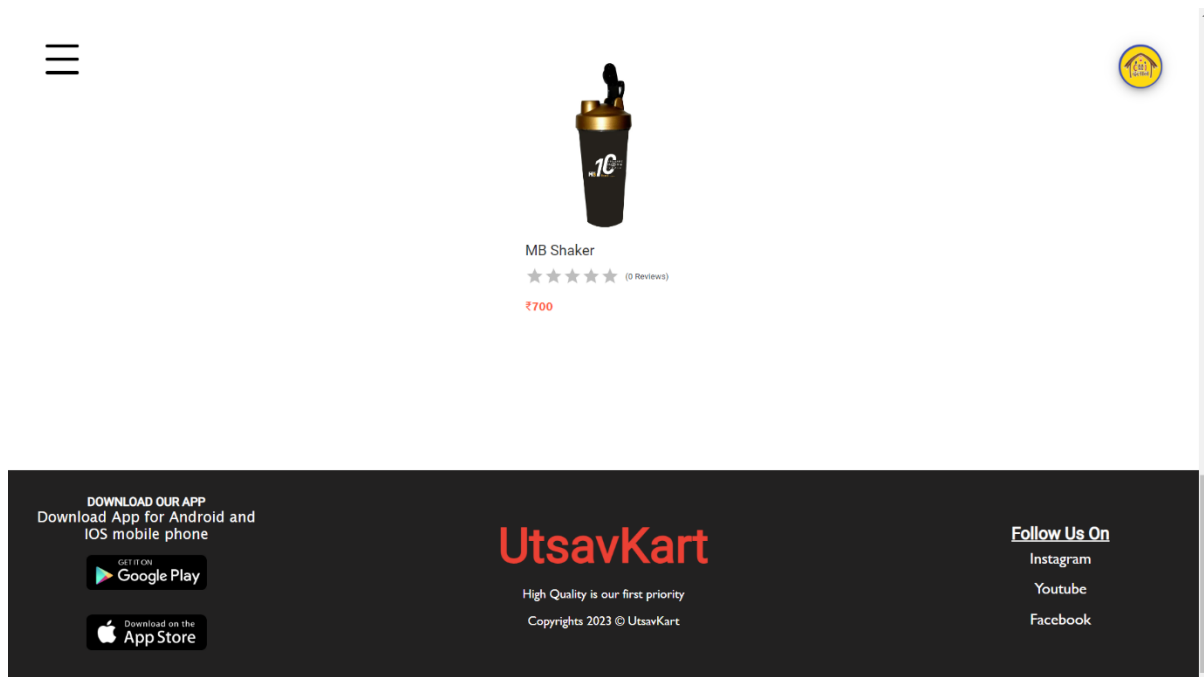 MB 10
MB Shaker
(0 Reviews)
₹700
DOWNLOAD OUR APP
Download App for Android and
IOS mobile phone
GET IT ON
Google Play
Download on the
App Store
UtsavKart
High Quality is our first priority
Copyrights 2023 © UtsavKart
Follow Us On
Instagram
Youtube
Facebook